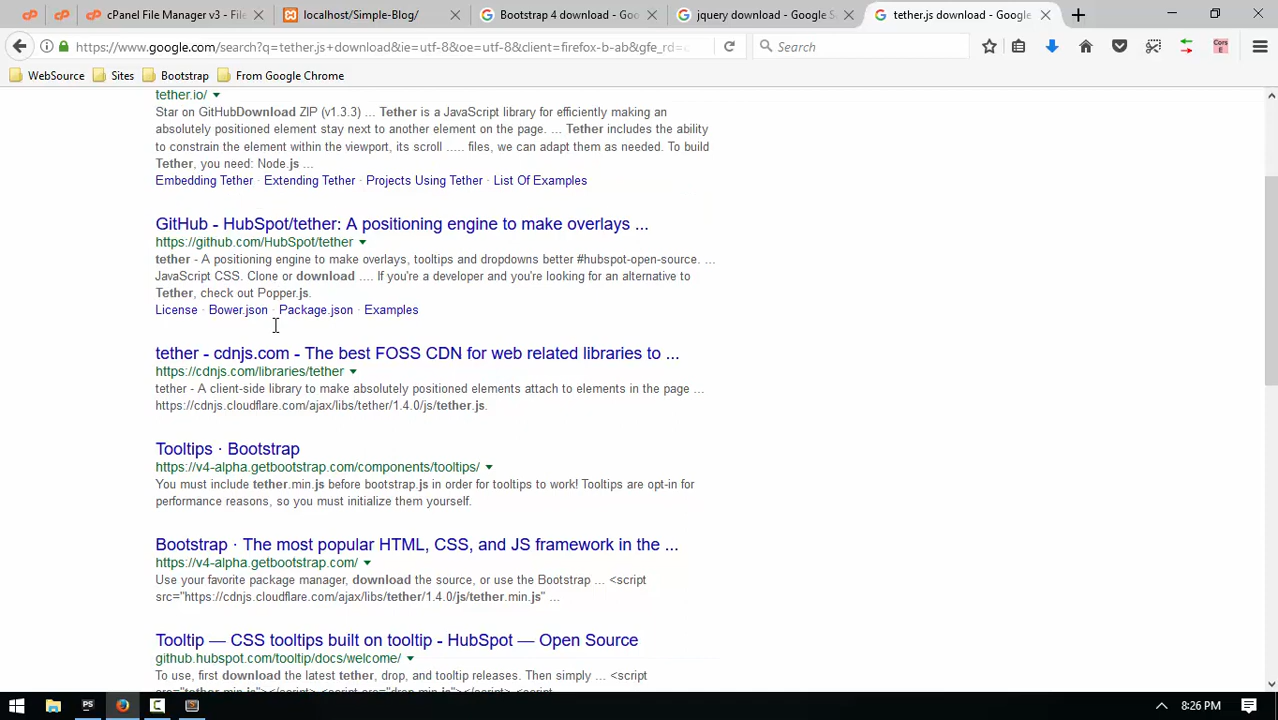 cPanel File Manager v3 - File
localhost/Simple-Blog/
Bootstrap 4 download - Goo
jquery download - Google S
tether.js download - Google
https://www.google.com/search?q=tether.js+download&ie=utf-8&oe=utf-8&client=firefox-b-ab&gfe_rd=
Search
WebSource
Sites
Bootstrap
From Google Chrome
tether.io/
Star on GitHubDownload ZIP (v1.3.3) ... Tether is a JavaScript library for efficiently making an
absolutely positioned element stay next to another element on the page. ... Tether includes the ability
to constrain the element within the viewport, its scroll ..... files, we can adapt them as needed. To build
Tether, you need: Node.js ...
Embedding Tether · Extending Tether · Projects Using Tether · List Of Examples
GitHub - HubSpot/tether: A positioning engine to make overlays ...
https://github.com/HubSpot/tether
tether - A positioning engine to make overlays, tooltips and dropdowns better #hubspot-open-source. ...
JavaScript CSS. Clone or download .... If you're a developer and you're looking for an alternative to
Tether, check out Popper.js.
License · Bower.json · Package.json · Examples
tether - cdnjs.com - The best FOSS CDN for web related libraries to ...
https://cdnjs.com/libraries/tether
tether - A client-side library to make absolutely positioned elements attach to elements in the page ...
https://cdnjs.cloudflare.com/ajax/libs/tether/1.4.0/js/tether.js.
Tooltips · Bootstrap
https://v4-alpha.getbootstrap.com/components/tooltips/
You must include tether.min.js before bootstrap.js in order for tooltips to work! Tooltips are opt-in for
performance reasons, so you must initialize them yourself.
Bootstrap · The most popular HTML, CSS, and JS framework in the ...
https://v4-alpha.getbootstrap.com/
Use your favorite package manager, download the source, or use the Bootstrap ... <script
src="https://cdnjs.cloudflare.com/ajax/libs/tether/1.4.0/js/tether.min.js" ...
Tooltip — CSS tooltips built on tooltip - HubSpot — Open Source
github.hubspot.com/tooltip/docs/welcome/
To use, first download the latest tether, drop, and tooltip releases. Then simply ... <script
src="tether.min.js"></script> <script src="drop.min.js"></script>
8:26 PM